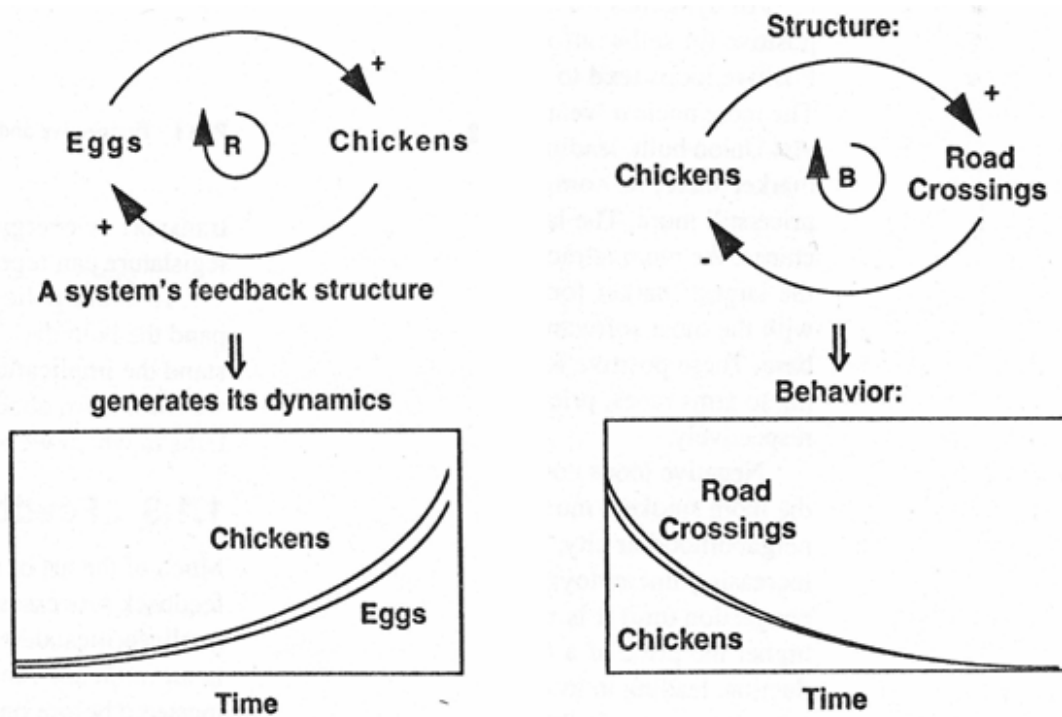 +
Eggs
R
Chickens
+
A system's feedback structure
generates its dynamics
Chickens
Eggs
Time
Structure:
+
Chickens
B
Road
Crossings
-
Behavior:
Road
Crossings
Chickens
Time